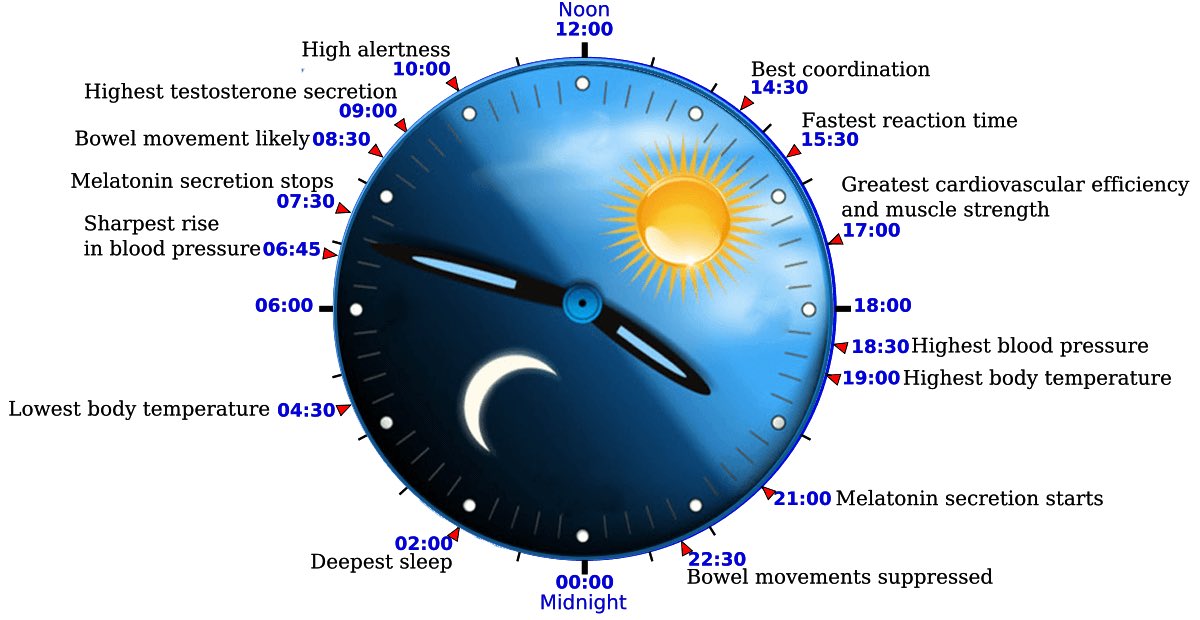 Noon
12:00
High alertness
10:00
Highest testosterone secretion
09:00
Bowel movement likely 08:30
Melatonin secretion stops
07:30
Sharpest rise
in blood pressure 06:45
06:00
Lowest body temperature 04:30
02:00
Deepest sleep
00:00
Midnight
Best coordination
14:30
Fastest reaction time
15:30
Greatest cardiovascular efficiency
and muscle strength
17:00
18:00
18:30 Highest blood pressure
19:00 Highest body temperature
21:00 Melatonin secretion starts
22:30
Bowel movements suppressed